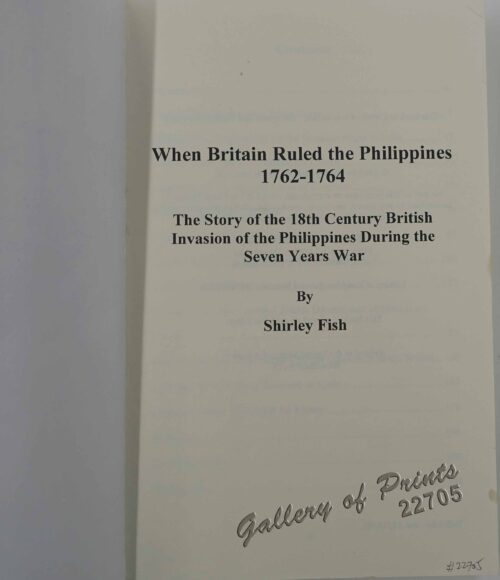 When Britain Ruled the Philippines
1762-1764
The Story of the 18th Century British
Invasion of the Philippines During the
Seven Years War
By
Shirley Fish
Gallery of Prints
22705
#22705